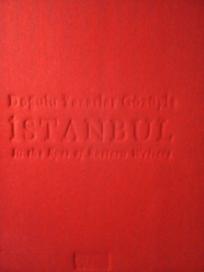 Doğulu Yazarlar Gözüyle
İSTANBUL
In the Eyes of Eastern Writers